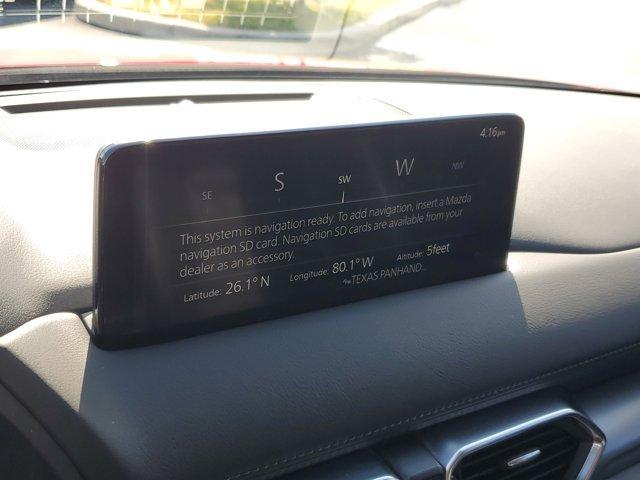 4:16pm
SE S SW W NW
This system is navigation ready. To add navigation, insert a Mazda
navigation SD card. Navigation SD cards are available from your
dealer as an accessory.
Latitude: 26.1° N Longitude: 80.1° W Altitude: 5feet
TEXAS PANHAND...